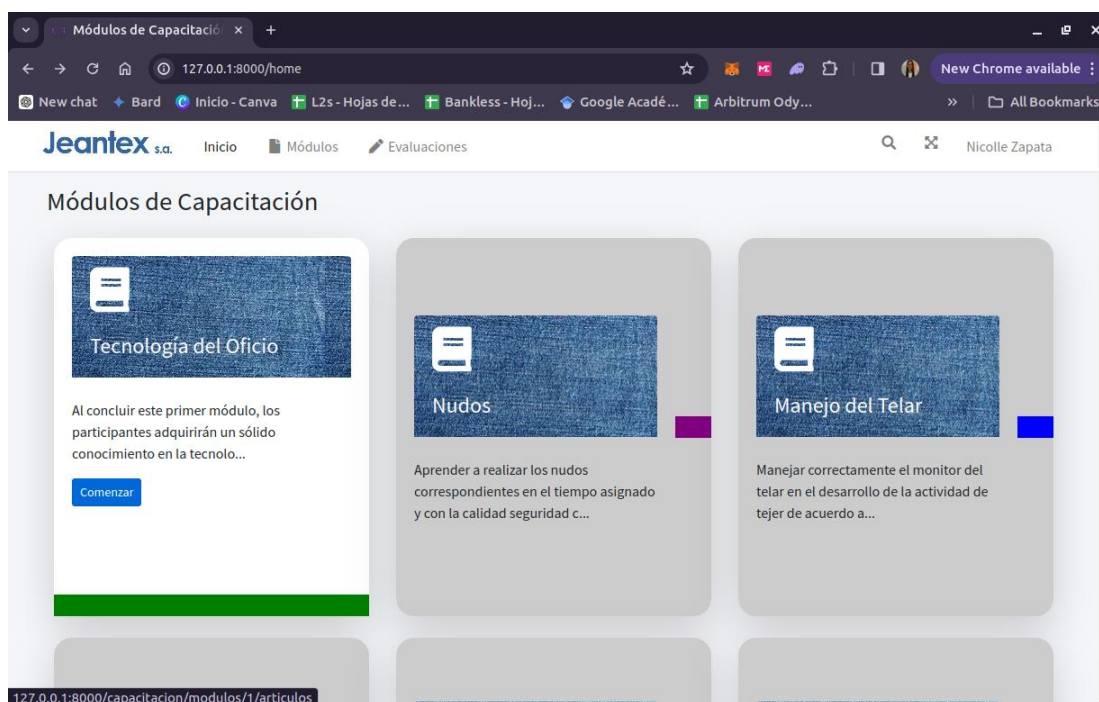 Módulos de Capacitació
127.0.0.1:8000/home
New Chrome available
New chat
Bard
Inicio - Canva
L2s - Hojas de...
Bankless - Hoj...
Google Acadé...
Arbitrum Ody...
»
All Bookmarks
Jeantex s.a.
Inicio
Módulos
Evaluaciones
Nicolle Zapata
Módulos de Capacitación
Tecnología del Oficio
Al concluir este primer módulo, los
participantes adquirirán un sólido
conocimiento en la tecnolo...
Comenzar
Nudos
Aprender a realizar los nudos
correspondientes en el tiempo asignado
y con la calidad seguridad c...
Manejo del Telar
Manejar correctamente el monitor del
telar en el desarrollo de la actividad de
tejer de acuerdo a...
127.0.0.1:8000/capacitacion/modulos/1/articulos